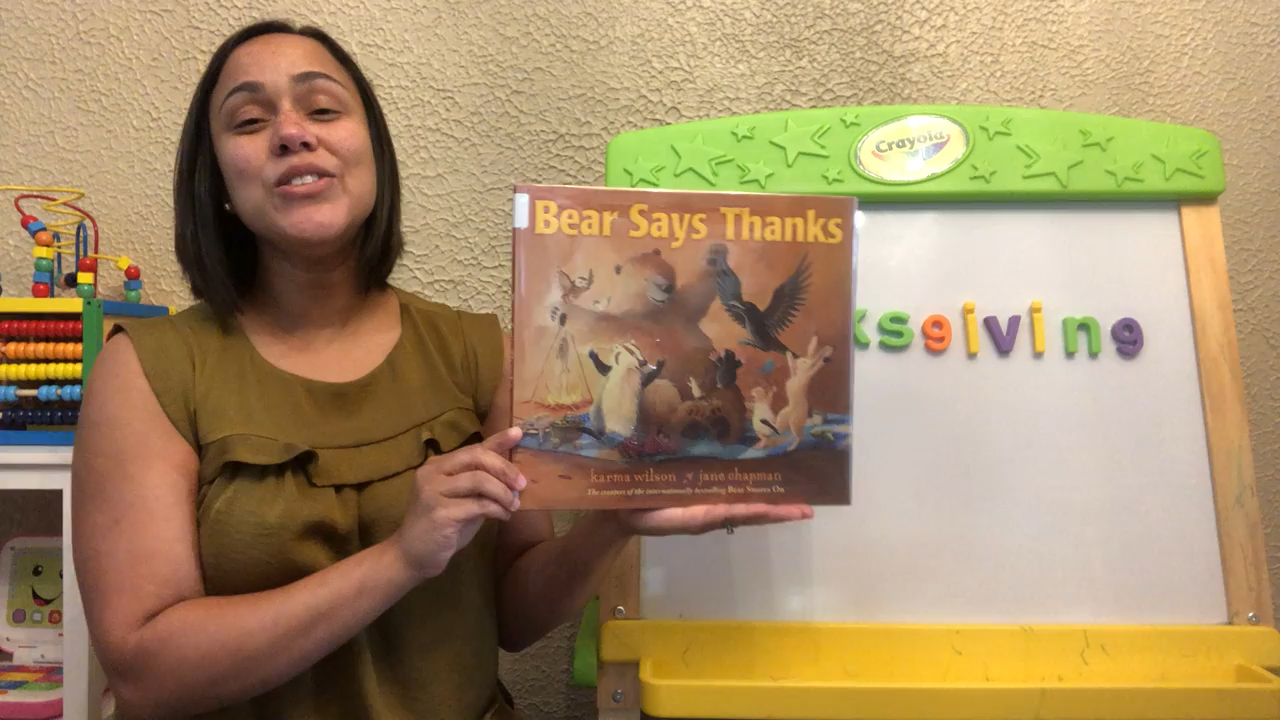 Crayola
Bear Says Thanks
ksgiving
karma wilson jane chapman
The creators of the internationally bestselling Bear Snores On